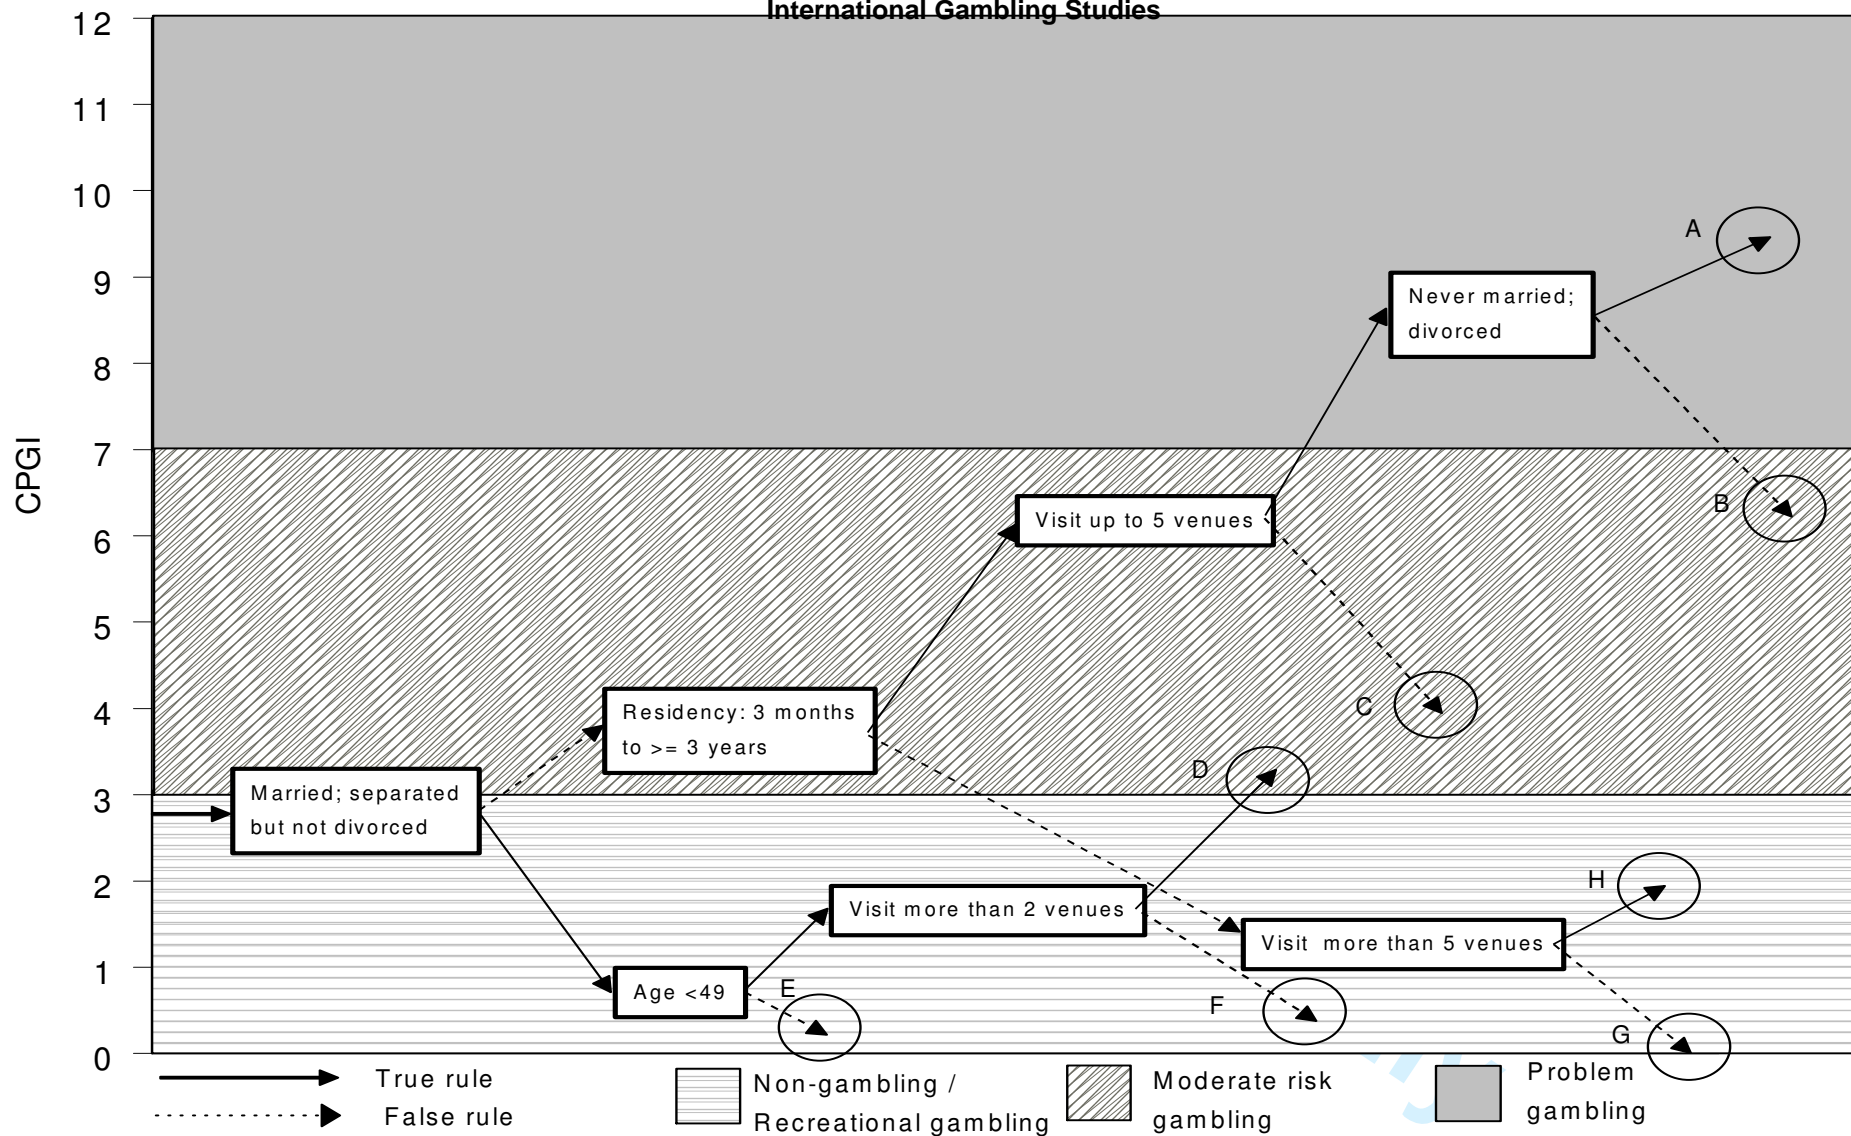 International Gambling Studies
12
11
10
9
8
7
6
5
4
3
2
1
0
CPGI
A
Never married;
divorced
B
Visit up to 5 venues
C
Residency: 3 months
to >= 3 years
D
Married; separated
but not divorced
H
Visit more than 2 venues
Visit  more than 5 venues
Age <49
E
F
G
True rule
False rule
Non-gambling /
Recreational gambling
Moderate risk
gambling
Problem
gambling